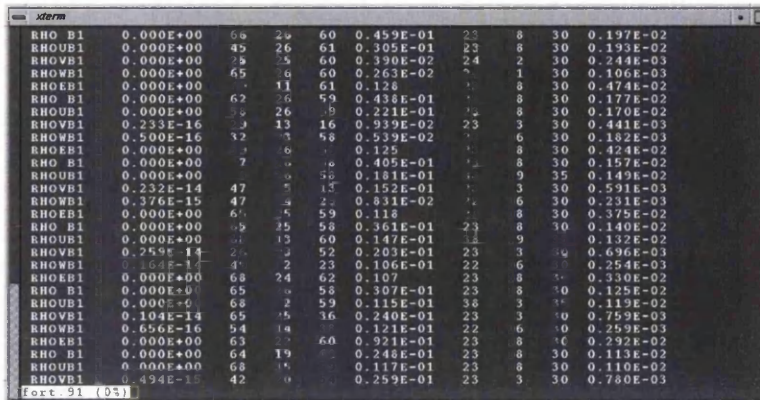 xterm
RHO B1 0.000E+00 66 26 60 0.459E-01 23 8 30 0.197E-02
RHOUB1 0.000E+00 45 26 61 0.305E-01 23 8 30 0.193E-02
RHOVB1 0.000E+00 25 60 0.390E-02 24 2 30 0.244E-03
RHOWB1 0.000E+00 65 26 60 0.263E-02 1 30 0.106E-03
RHOEB1 0.000E+00 11 61 0.128 8 30 0.474E-02
RHO B1 0.000E+00 62 26 59 0.438E-01 8 30 0.177E-02
RHOUB1 0.000E+00 26 0.221E-01 8 30 0.170E-02
RHOVB1 0.233E-16 13 16 0.939E-02 23 8 30 0.441E-03
RHOWB1 0.500E-16 32 58 0.539E-02 6 30 0.182E-03
RHOEB1 0.000E+00 0.125 8 30 0.424E-02
RHO B1 0.000E+00 0.405E-01 8 30 0.157E-02
RHOUB1 0.000E+00 58 0.181E-01 9 35 0.149E-02
RHOVB1 0.232E-14 47 0.152E-01 3 30 0.591E-03
RHOWB1 0.376E-15 47 0.831E-02 6 30 0.231E-03
RHOEB1 0.000E+00 59 0.118 8 30 0.375E-02
RHO B1 0.000E+00 25 58 0.361E-01 23 8 30 0.140E-02
RHOUB1 0.000E+00 13 60 0.147E-01 9 0.132E-02
RHOVB1 0.259E-14 52 0.203E-01 23 3 0.696E-03
RHOWB1 2 23 0.106E-01 22 6 0.254E-03
RHOEB1 0.000E+00 68 24 62 0.107 23 8 0.330E-02
RHO B1 65 58 0.307E-01 23 8 30 0.125E-02
RHOUB1 68 59 0.115E-01 38 3 0.119E-02
RHOVB1 0.104E-14 65 36 0.240E-01 23 3 0.759E-03
RHOWB1 0.656E-16 54 14 0.121E-01 22 6 0.259E-03
RHOEB1 0.000E+00 63 60 0.921E-01 23 8 0.292E-02
RHO B1 0.000E+00 64 19 0.248E-01 23 8 30 0.113E-02
RHOUB1 0.000E+00 68 0.117E-01 23 8 30 0.110E-02
RHOVB1 0.494E-15 42 0.259E-01 23 3 30 0.780E-03
fort.91 (0%)